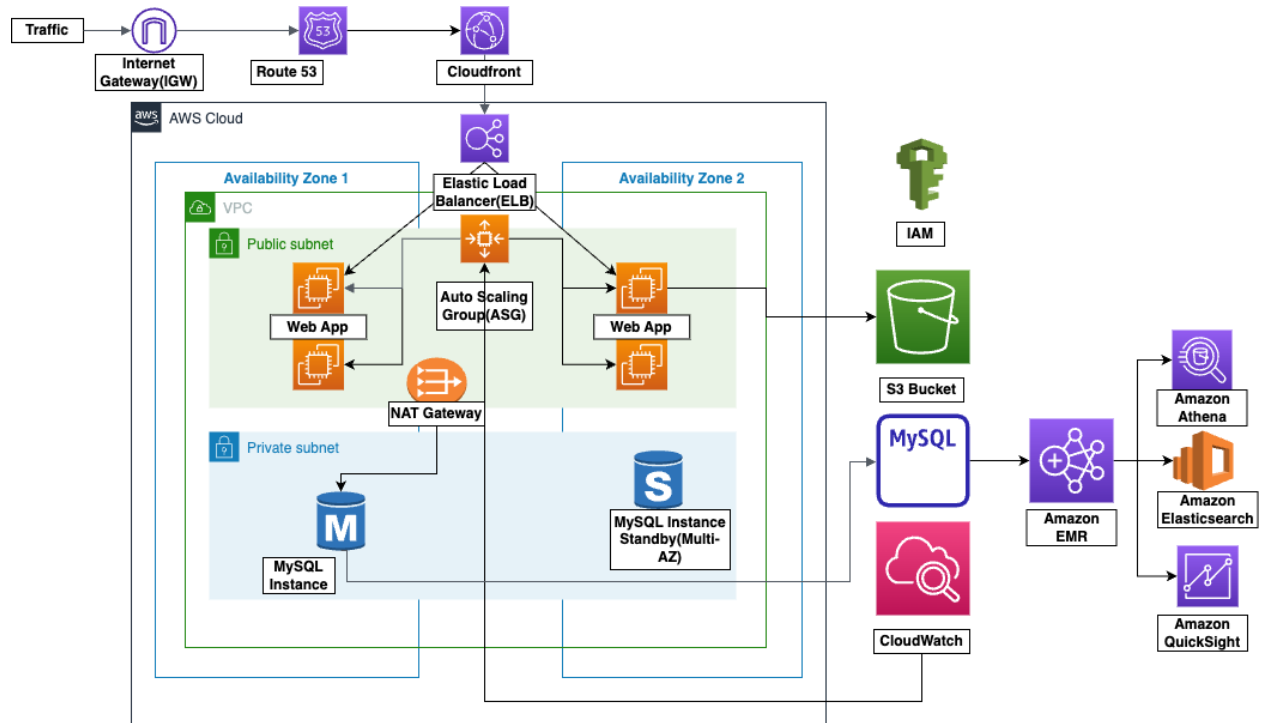 Traffic
Internet
Gateway(IGW)
53
Route 53
Cloudfront
aws
AWS Cloud
Availability Zone 1
Elastic Load
Balancer(ELB)
Availability Zone 2
VPC
Public subnet
IAM
Auto Scaling
Group(ASG)
Web App
Web App
S3 Bucket
NAT Gateway
Amazon
Athena
Private subnet
MySQL
S
M
MySQL Instance
Standby(Multi-
AZ)
Amazon
EMR
Amazon
Elasticsearch
MySQL
Instance
CloudWatch
Amazon
QuickSight